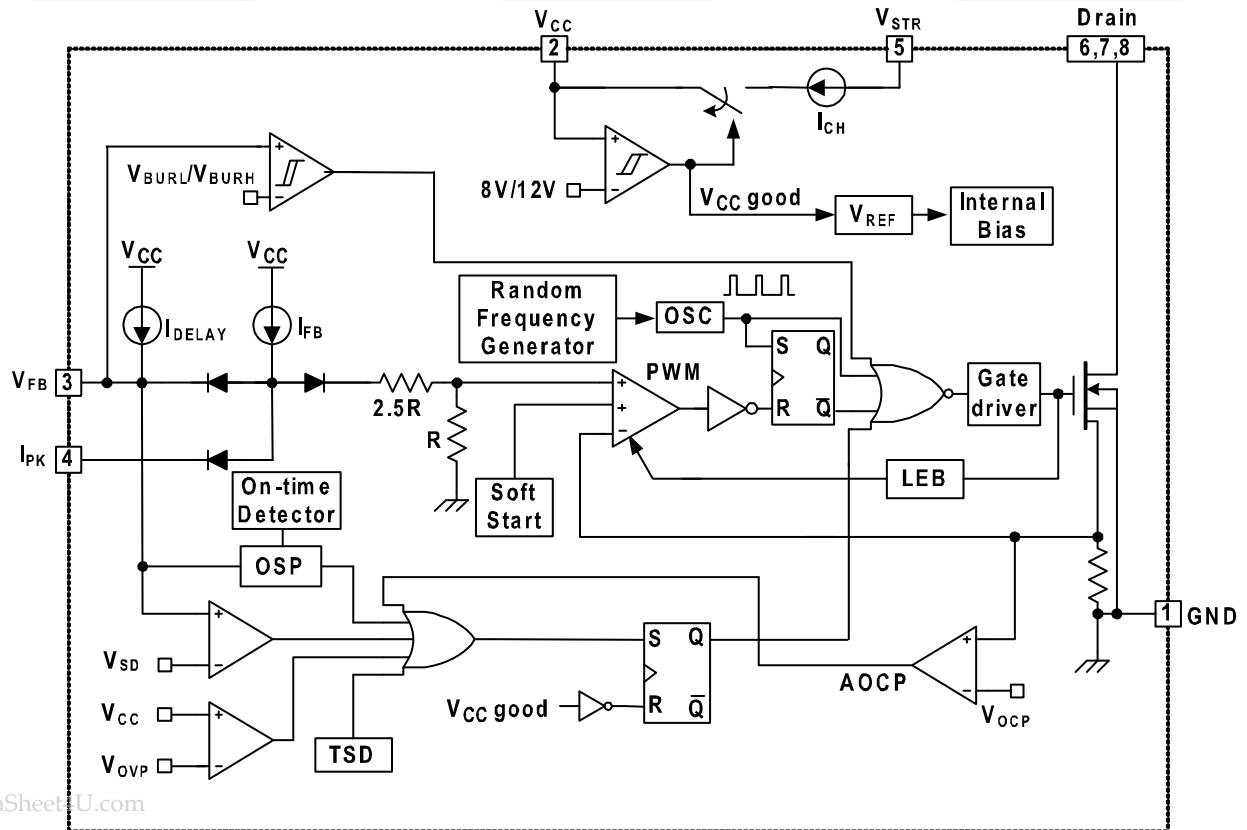 VCC
VSTR
Drain
2
5
6,7,8
ICH
+
-
8V/12V
VCC good
VREF
Internal
Bias
VBURL/VBURH
+
-
VCC
VCC
IDELAY
IFB
Random
Frequency
Generator
OSC
VFB
3
2.5R
R
PWM
+
+
-
S
Q
R
Q
Gate
driver
IPK
4
On-time
Detector
Soft
Start
LEB
OSP
+
-
VSD
S
Q
R
Q
VCC good
VCC
+
-
VOVP
TSD
AOCP
+
-
VOCP
1
GND
aSheet4U.com